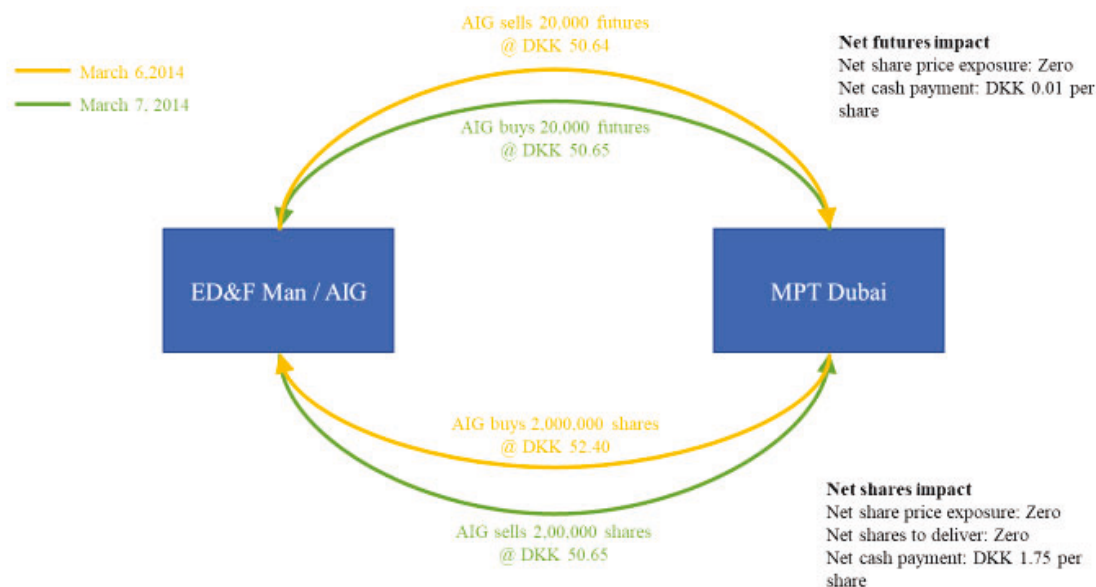 AIG sells 20,000 futures
@ DKK 50.64
Net futures impact
Net share price exposure: Zero
Net cash payment: DKK 0.01 per
share
March 6,2014
March 7, 2014
AIG buys 20,000 futures
@ DKK 50.65
ED&F Man / AIG
MPT Dubai
AIG buys 2,000,000 shares
@ DKK 52.40
AIG sells 2,00,000 shares
@ DKK 50.65
Net shares impact
Net share price exposure: Zero
Net shares to deliver: Zero
Net cash payment: DKK 1.75 per
share